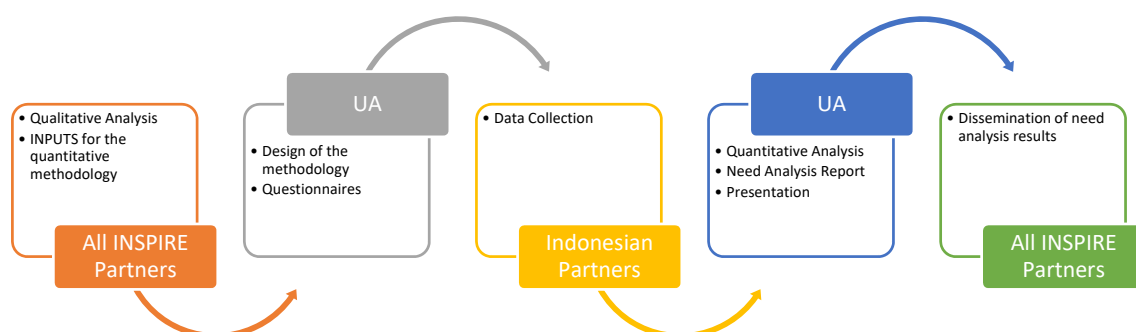 • Qualitative Analysis
• INPUTS for the
quantitative
methodology
All INSPIRE
Partners
UA
• Design of the
methodology
• Questionnaires
• Data Collection
Indonesian
Partners
UA
• Quantitative Analysis
• Need Analysis Report
• Presentation
• Dissemination of need
analysis results
All INSPIRE
Partners